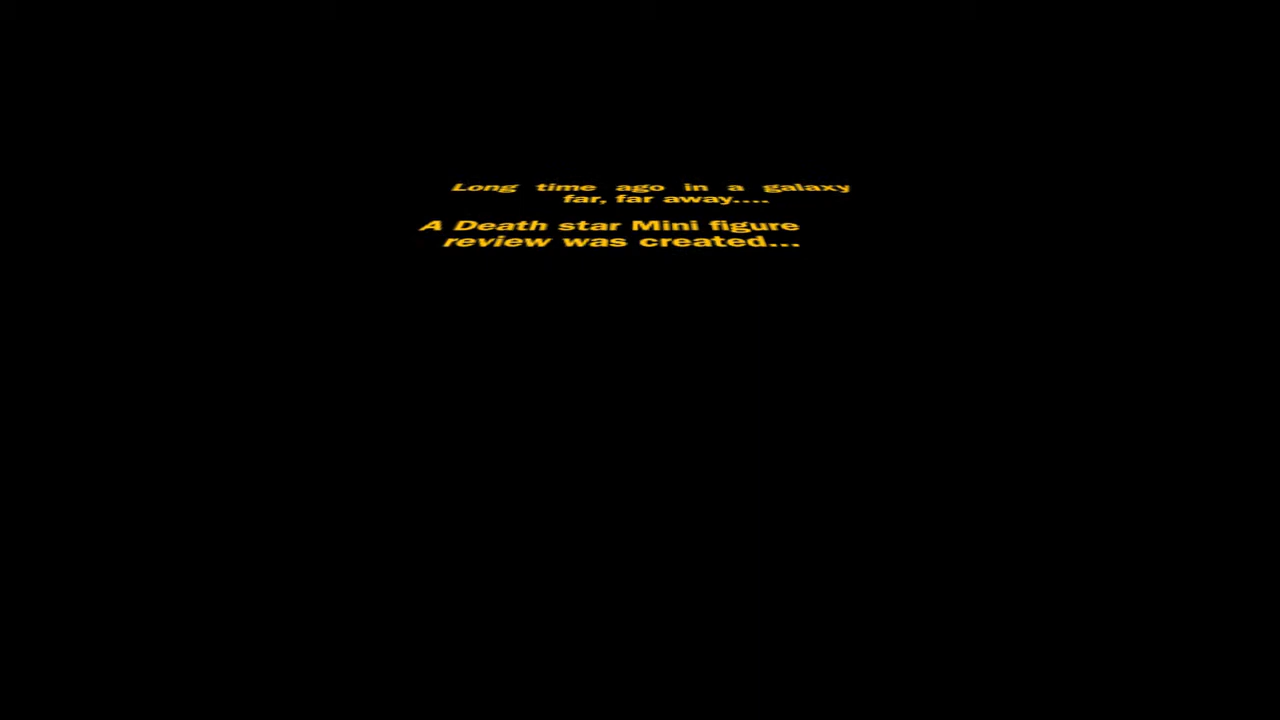 Long time ago in a galaxy
far, far away....
A Death star Mini figure
review was created...